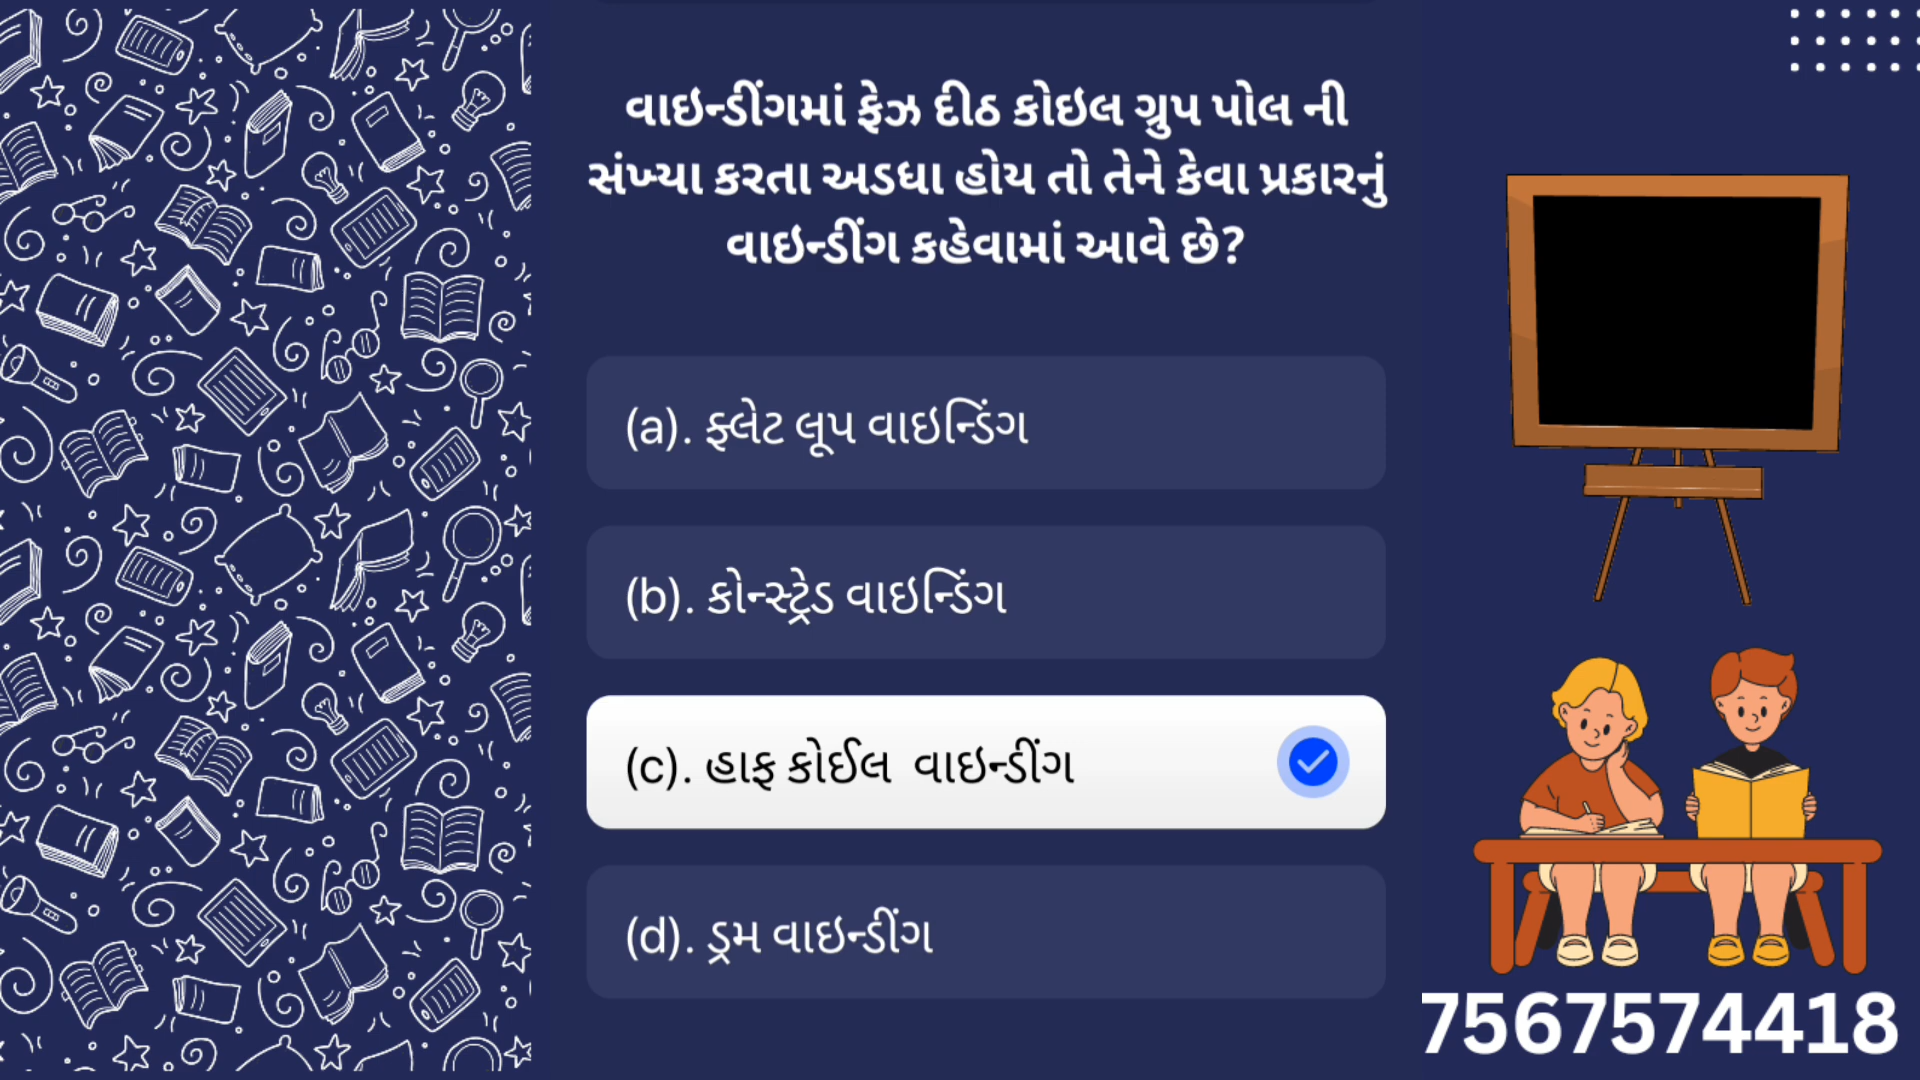 વાઇન્ડીંગમાં ફેઝ દીઠ કોઇલ ગ્રુપ પોલ ની
સંખ્યા કરતા અડધા હોય તો તેને કેવા પ્રકારનું
વાઇન્ડીંગ કહેવામાં આવે છે?
(a). ફ્લેટ લૂપ વાઇન્ડિંગ
(b). કોન્સ્ટ્રેડ વાઇન્ડિંગ
(c). હાફ કોઈલ વાઇન્ડીંગ
(d). ડ્રમ વાઇન્ડીંગ
7567574418